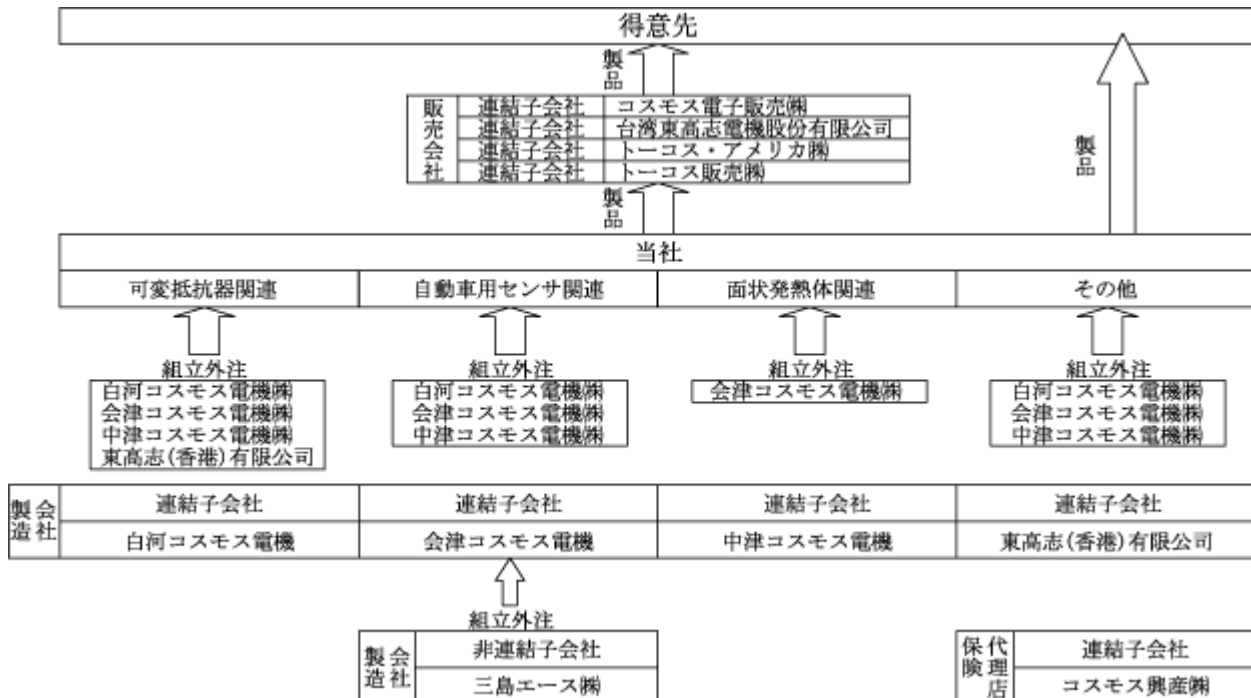 得意先
製品
販売会社
連結子会社 コスモス電子販売㈱
連結子会社 台湾東高志電機股份有限公司
連結子会社 トーコス・アメリカ㈱
連結子会社 トーコス販売㈱
製品
製品
当社
可変抵抗器関連 自動車用センサ関連 面状発熱体関連 その他
組立外注 組立外注 組立外注 組立外注
白河コスモス電機㈱
会津コスモス電機㈱
中津コスモス電機㈱
東高志(香港)有限公司
白河コスモス電機㈱
会津コスモス電機㈱
中津コスモス電機㈱
会津コスモス電機㈱
白河コスモス電機㈱
会津コスモス電機㈱
中津コスモス電機㈱
製造会社
連結子会社 連結子会社 連結子会社 連結子会社
白河コスモス電機 会津コスモス電機 中津コスモス電機 東高志(香港)有限公司
組立外注
製造会社
非連結子会社
三島エース㈱
保険代理店
連結子会社
コスモス興産㈱